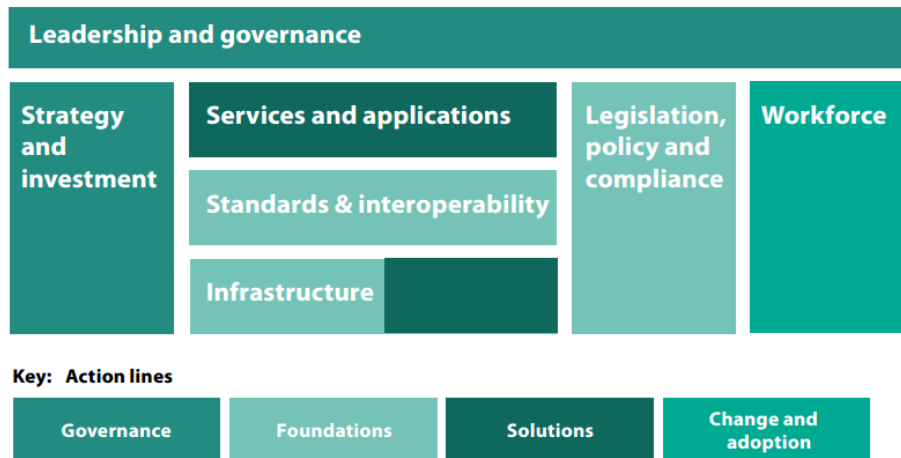 Leadership and governance
Strategy
and
investment
Services and applications
Standards & interoperability
Infrastructure
Legislation,
policy and
compliance
Workforce
Key: Action lines
Governance
Foundations
Solutions
Change and
adoption